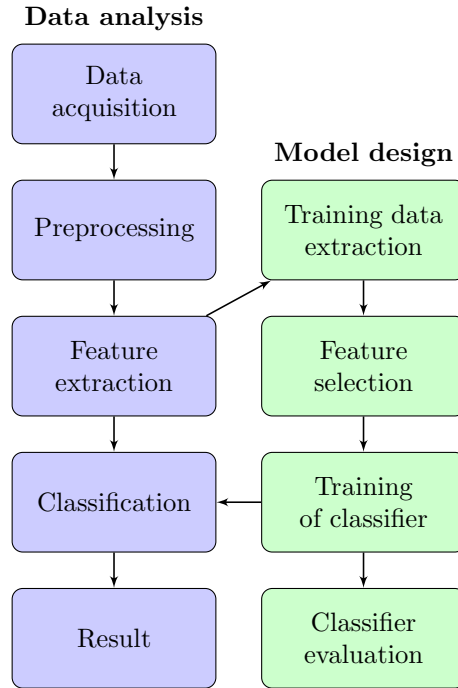 Data analysis
Data
acquisition
Preprocessing
Feature
extraction
Classification
Result
Model design
Training data
extraction
Feature
selection
Training
of classifier
Classifier
evaluation